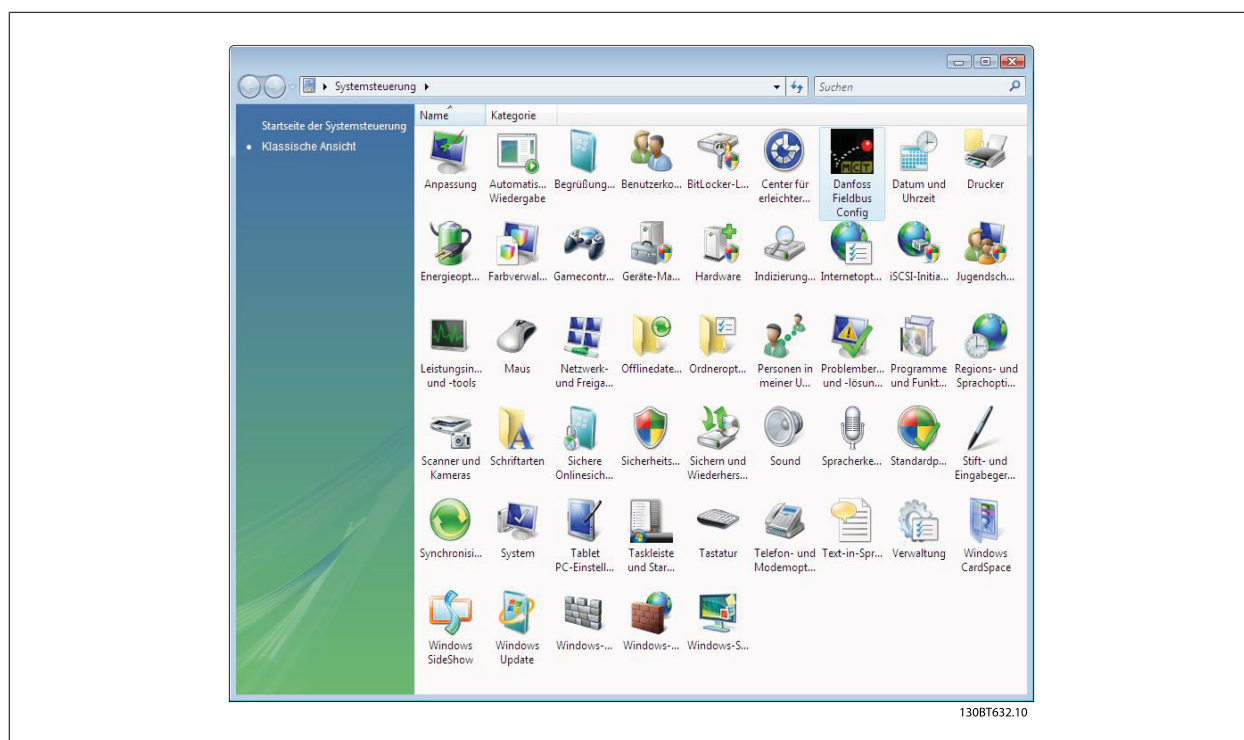 Systemsteuerung
Suchen
Startseite der Systemsteuerung
Klassische Ansicht
Name Kategorie
Anpassung
Automatis...
Wiedergabe
Begrüßung...
Benutzerko...
BitLocker-L...
Center für
erleichter...
MCT
Danfoss
Fieldbus
Config
Datum und
Uhrzeit
Drucker
Energieopt...
Farbverwal...
Gamecontr...
Geräte-Ma...
Hardware
Indizierung...
Internetopt...
iSCSI-Initia...
Jugendsch...
Leistungsin...
und -tools
Maus
Netzwerk-
und Freiga...
Offlinedate...
Ordneropt...
Personen in
meiner U...
Problember...
und -lösun...
Programme
und Funkt...
Regions- und
Sprachopti...
Scanner und
Kameras
Schriftarten
Sichere
Onlinesich...
Sicherheits...
Sichern und
Wiederhers...
Sound
Spracherke...
Standardp...
Stift- und
Eingabeger...
Synchronisi...
System
Tablet
PC-Einstell...
Taskleiste
und Star...
Tastatur
Telefon- und
Modemopt...
Text-in-Spr...
Verwaltung
Windows
CardSpace
Windows
SideShow
Windows
Update
Windows-...
Windows-...
Windows-S...
130BT632.10